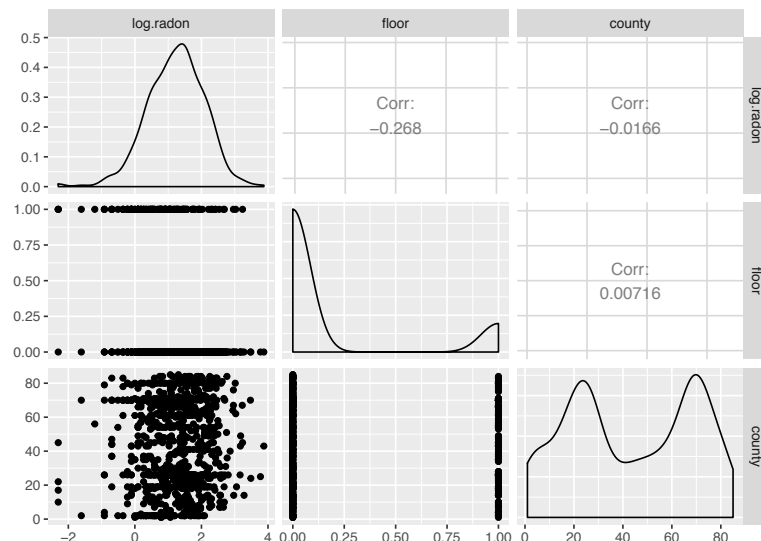 log.radon floor county
0.5
0.4
0.3
0.2
0.1
0.0
Corr:
−0.268
Corr:
−0.0166
log.radon
1.00
0.75
0.50
0.25
0.00
Corr:
0.00716
floor
80
60
40
20
0
county
−2 0 2 4 0.00 0.25 0.50 0.75 1.00 0 20 40 60 80